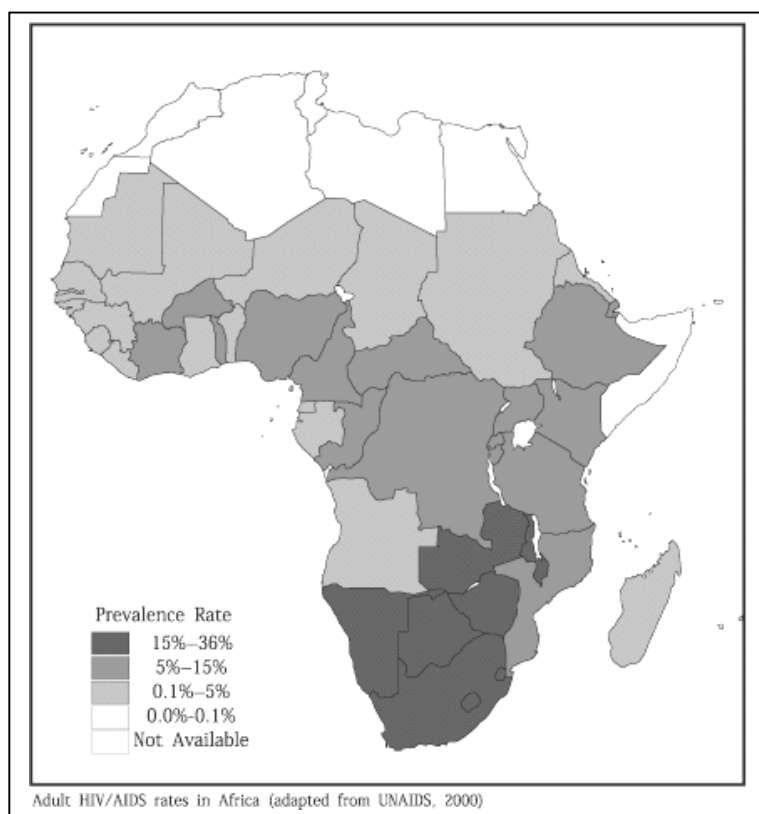 Prevalence Rate
15%–36%
5%–15%
0.1%–5%
0.0%-0.1%
Not Available
Adult HIV/AIDS rates in Africa (adapted from UNAIDS, 2000)